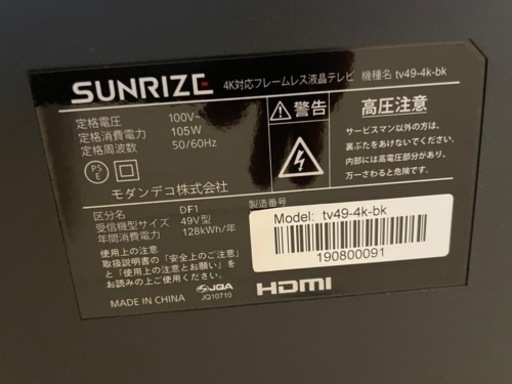 SUNRIZE 4K対応フレームレス液晶テレビ 機種名 tv49-4k-bk
定格電圧 100V~
定格消費電力 105W
定格周波数 50/60Hz
PS
E
モダンデコ株式会社
警告
高圧注意
サービスマン以外の方は、
裏ぶたをあけないでください。
内部には高電圧部分があり、
万一さわると危険です。
区分名 DF1
受信機型サイズ 49V型
年間消費電力 128kWh/年
使用上の注意
取扱説明書の「安全上のご注意」
と「使用上の注意とお願い」を
お読みの上ご使用ください。
製造番号
Model: tv49-4k-bk
190800091
MADE IN CHINA
JQA
JQ10710
HDMI